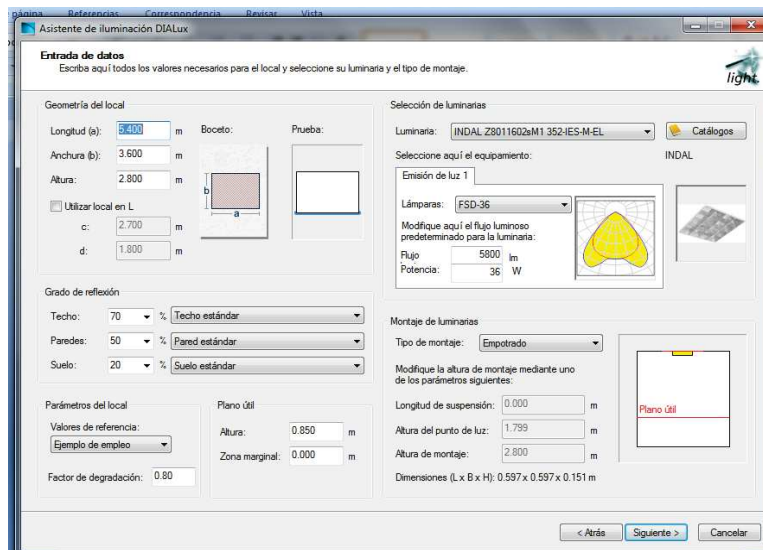 página Referencias Correspondencia Revisar Vista
Asistente de iluminación DIALux
Entrada de datos
Escriba aquí todos los valores necesarios para el local y seleccione su luminaria y el tipo de montaje.
light.
Geometría del local
Longitud (a): 5.400 m
Boceto:
Prueba:
Anchura (b): 3.600 m
Altura: 2.800 m
Utilizar local en L
c: 2.700 m
d: 1.800 m
b
a
Grado de reflexión
Techo: 70 % Techo estándar
Paredes: 50 % Pared estándar
Suelo: 20 % Suelo estándar
Parámetros del local
Valores de referencia:
Ejemplo de empleo
Factor de degradación: 0.80
Plano útil
Altura: 0.850 m
Zona marginal: 0.000 m
Selección de luminarias
Luminaria: INDAL Z8011602sM1 352-IES-M-EL Catálogos
Seleccione aquí el equipamiento: INDAL
Emisión de luz 1
Lámparas: FSD-36
Modifique aquí el flujo luminoso
predeterminado para la luminaria:
Flujo 5800 lm
Potencia: 36 W
Montaje de luminarias
Tipo de montaje: Empotrado
Modifique la altura de montaje mediante uno
de los parámetros siguientes:
Longitud de suspensión: 0.000 m
Altura del punto de luz: 1.799 m
Altura de montaje: 2.800 m
Dimensiones (L x B x H): 0.597 x 0.597 x 0.151 m
Plano útil
< Atrás Siguiente > Cancelar